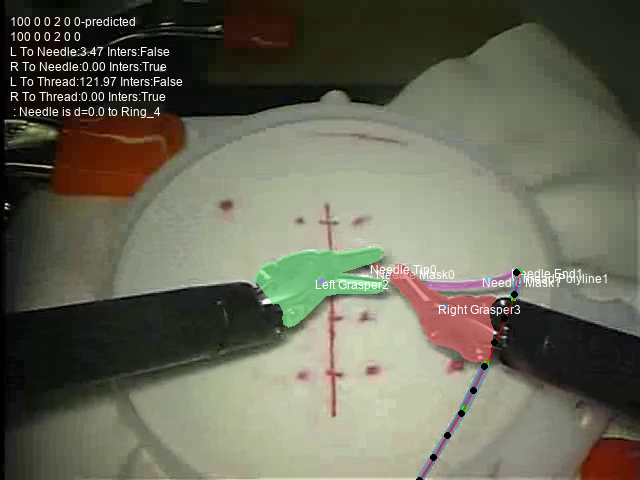 100 0 0 2 0 0-predicted
100 0 0 2 0 0
L To Needle:3.47 Inters:False
R To Needle:0.00 Inters:True
L To Thread:121.97 Inters:False
R To Thread:0.00 Inters:True
: Needle is d=0.0 to Ring_4
Needle Tip0
Mask0
Left Grasper2
Right Grasper3